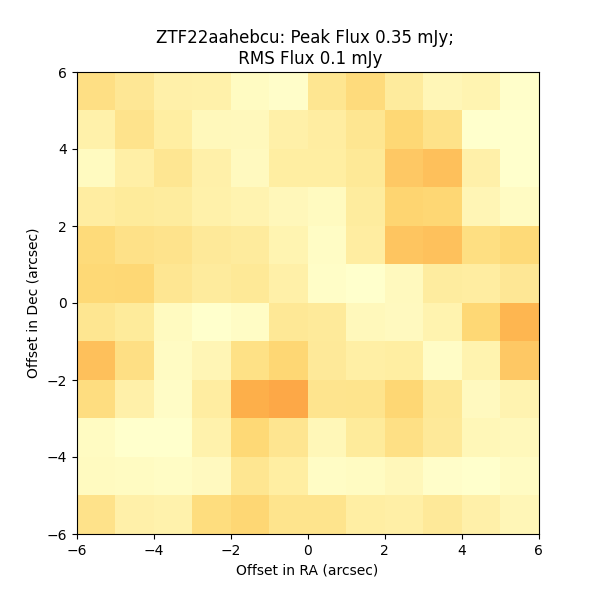 ZTF22aahebcu: Peak Flux 0.35 mJy;
RMS Flux 0.1 mJy
6
4
2
0
−2
−4
−6
Offset in Dec (arcsec)
−6 −4 −2 0 2 4 6
Offset in RA (arcsec)